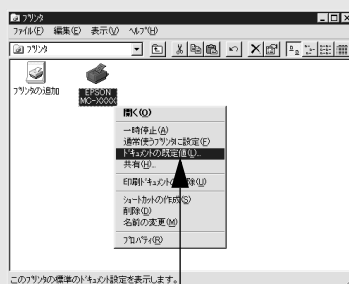 プリンタ
ファイル(F) 編集(E) 表示(V) ヘルプ(H)
プリンタ
プリンタの追加
EPSON
MC-XXXX
開く(O)
一時停止(A)
通常使うプリンタに設定(F)
ドキュメントの既定値(L)...
共有(H)...
印刷ドキュメントの削除(U)
ショートカットの作成(S)
削除(D)
名前の変更(M)
プロパティ(R)
このプリンタの標準のドキュメント設定を表示します。